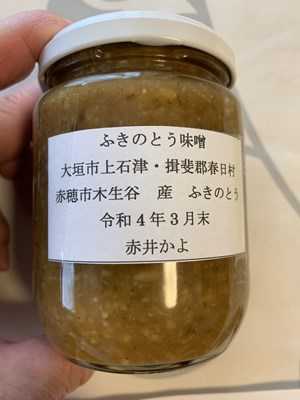 ふきのとう味噌
大垣市上石津・揖斐郡春日村
赤穂市木生谷　産　ふきのとう
令和４年３月末
赤井かよ